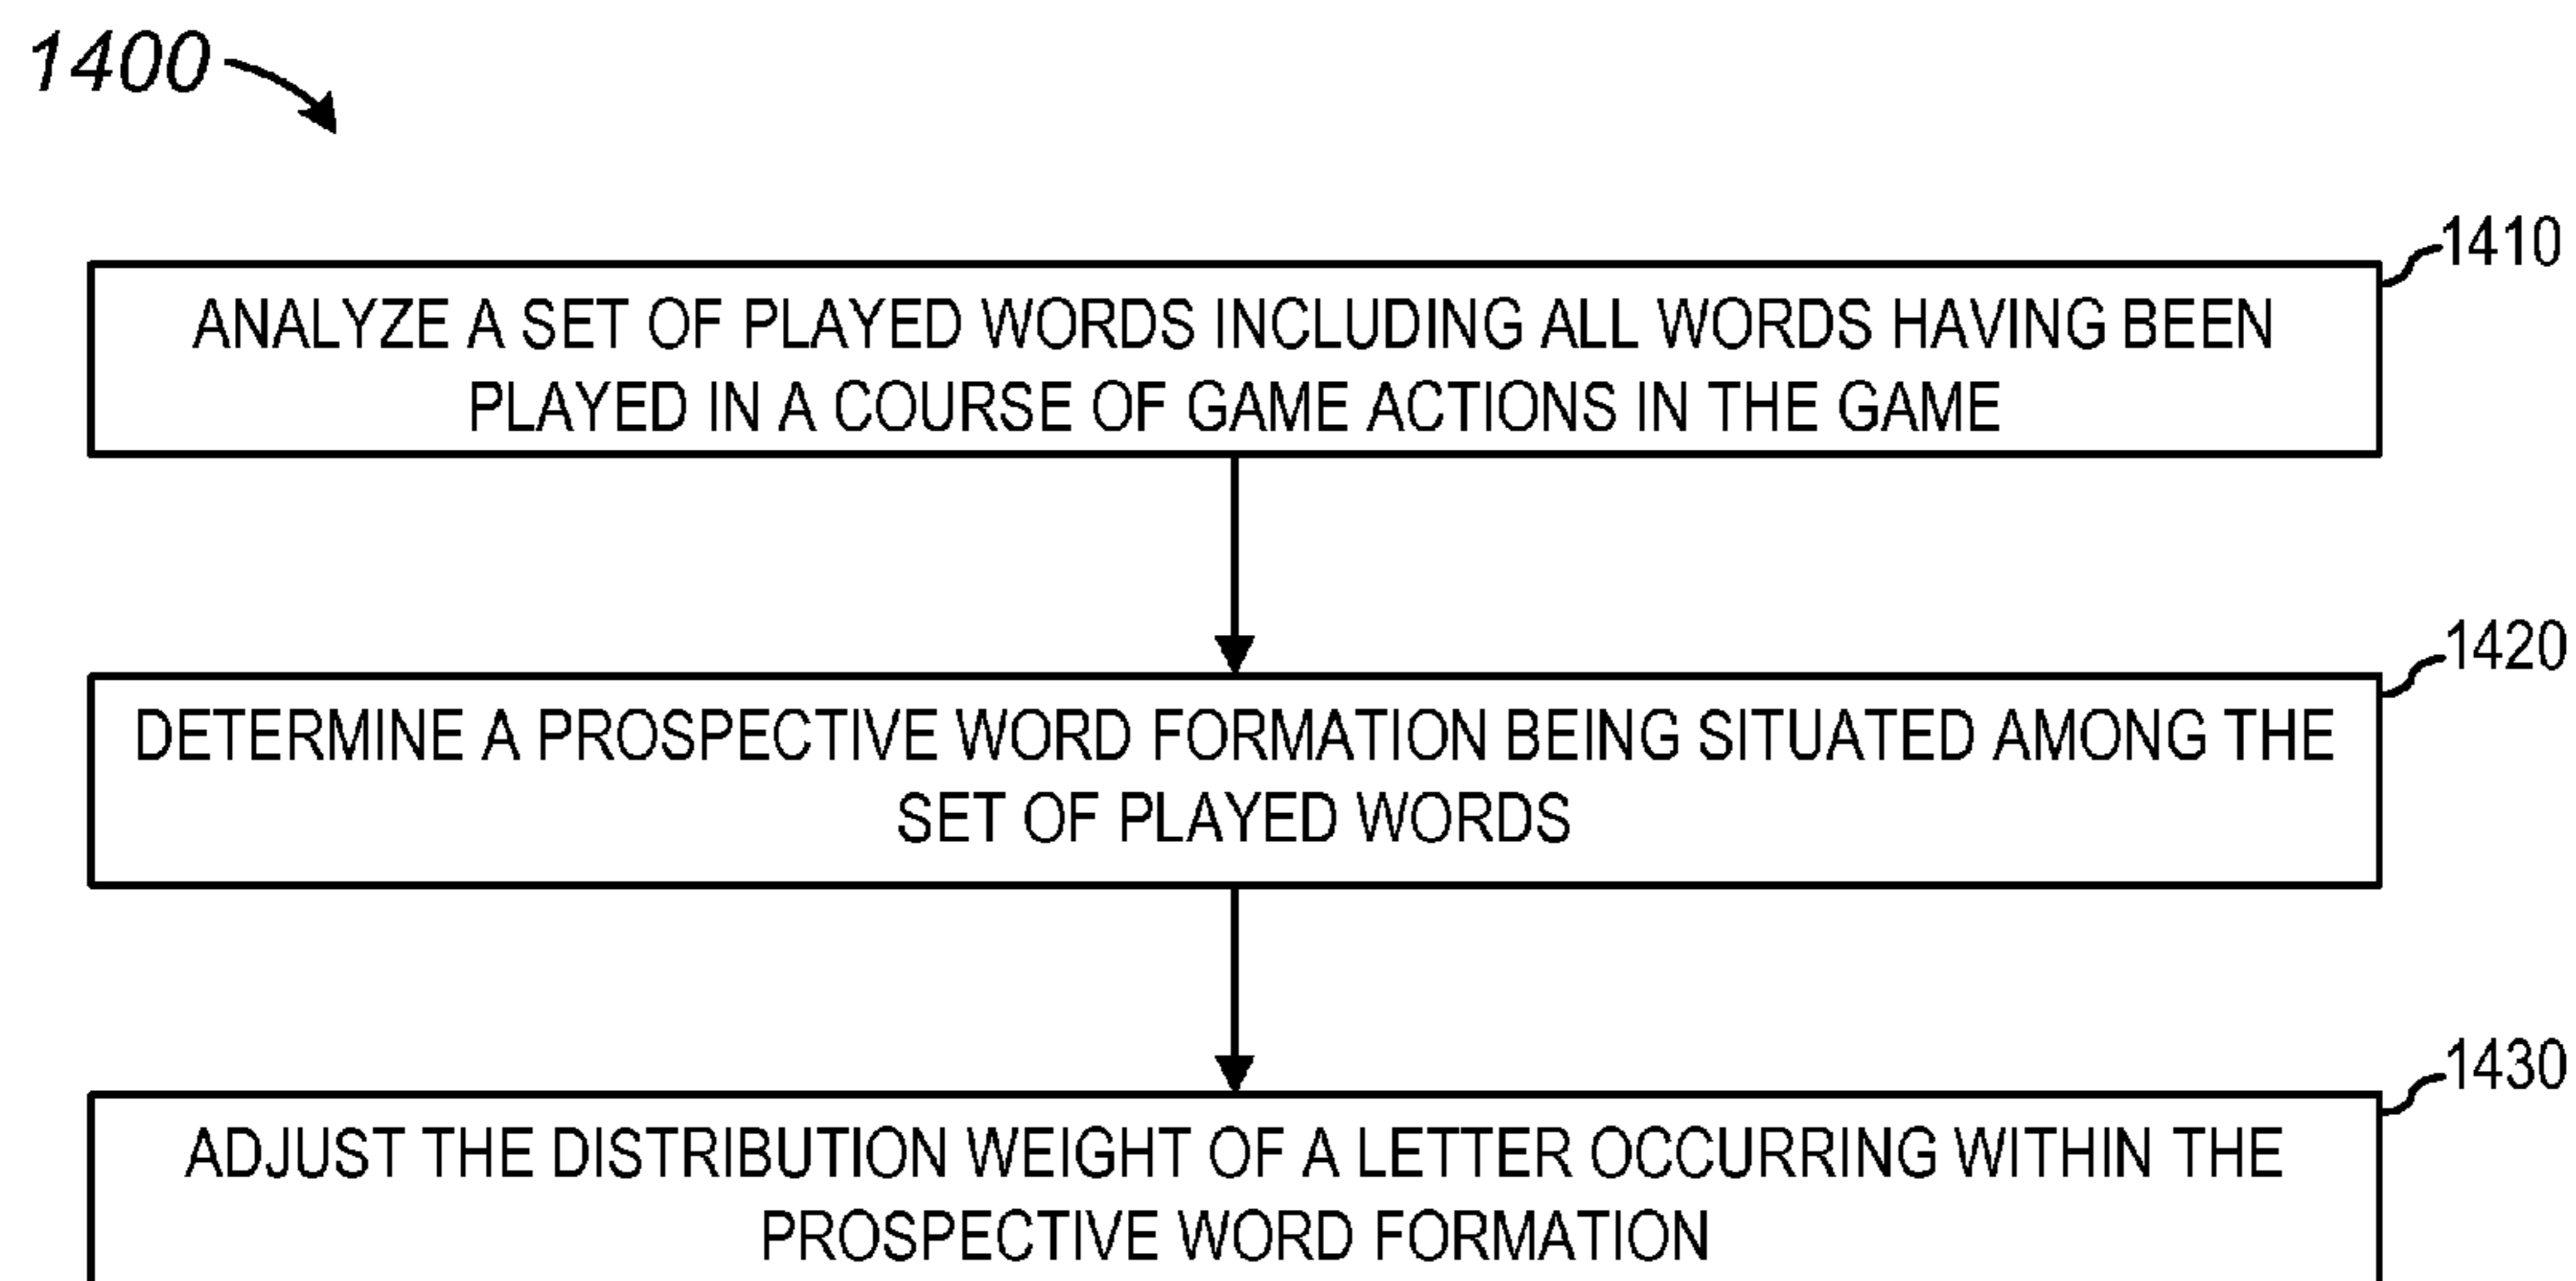 1400
1410
ANALYZE A SET OF PLAYED WORDS INCLUDING ALL WORDS HAVING BEEN
PLAYED IN A COURSE OF GAME ACTIONS IN THE GAME
1420
DETERMINE A PROSPECTIVE WORD FORMATION BEING SITUATED AMONG THE
SET OF PLAYED WORDS
1430
ADJUST THE DISTRIBUTION WEIGHT OF A LETTER OCCURRING WITHIN THE
PROSPECTIVE WORD FORMATION